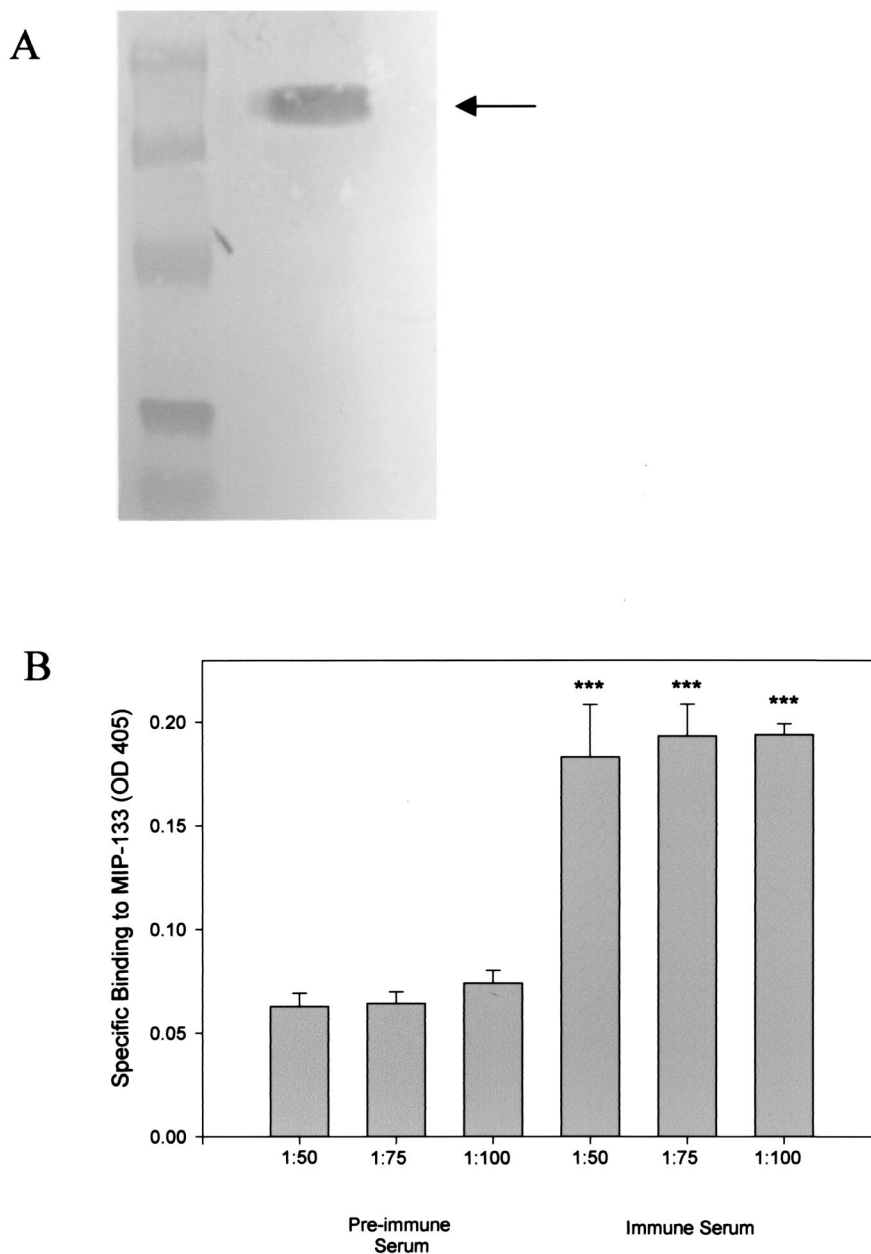 A
B
Specific Binding to MIP-133 (OD 405)
0.20
0.15
0.10
0.05
0.00
***
***
***
1:50
1:75
1:100
1:50
1:75
1:100
Pre-immune
Serum
Immune Serum